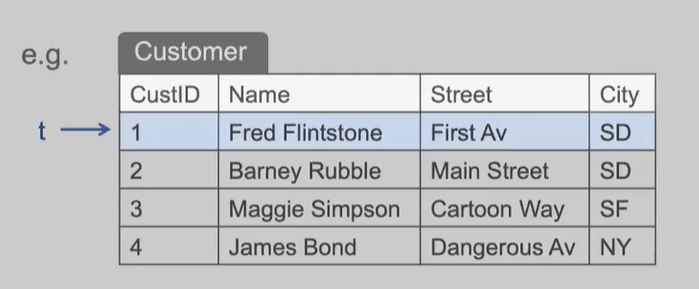 e.g. Customer
CustID Name Street City
t 1 Fred Flintstone First Av SD
2 Barney Rubble Main Street SD
3 Maggie Simpson Cartoon Way SF
4 James Bond Dangerous Av NY